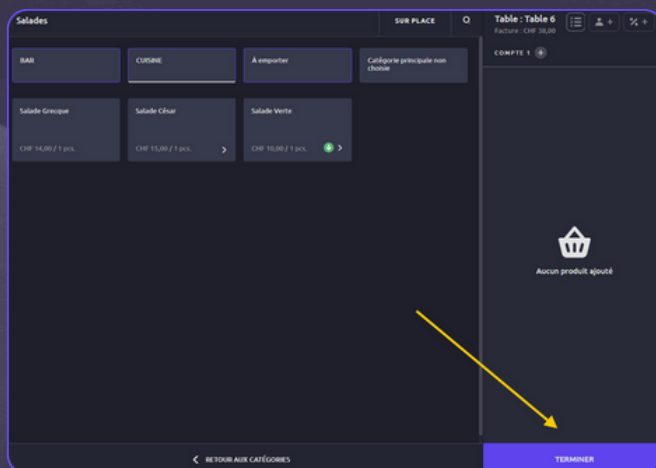 Salades
SUR PLACE
Table : Table 6
Facture : CHF 38,00
COMPTE 1
BAR
CUISINE
À emporter
Catégorie principale non
choisie
Salade Grecque
Salade César
Salade Verte
CHF 14,00 / 1 pcs.
CHF 15,00 / 1 pcs.
CHF 10,00 / 1 pcs.
Aucun produit ajouté
RETOUR AUX CATÉGORIES
TERMINER